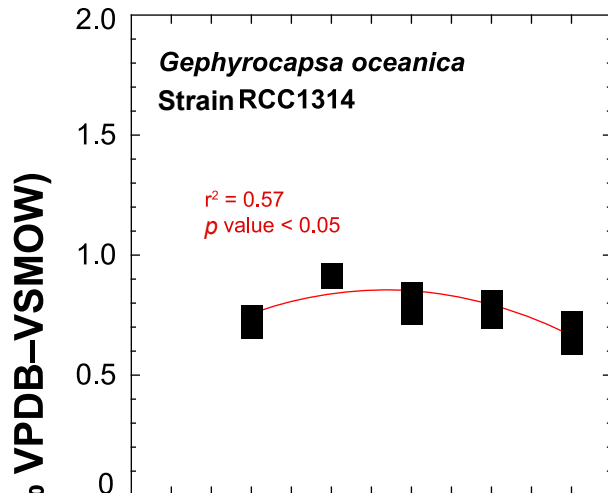 2.0
Gephyrocapsa oceanica
Strain RCC1314
1.5
r² = 0.57
p value < 0.05
1.0
0.5
0
VPDB–VSMOW)